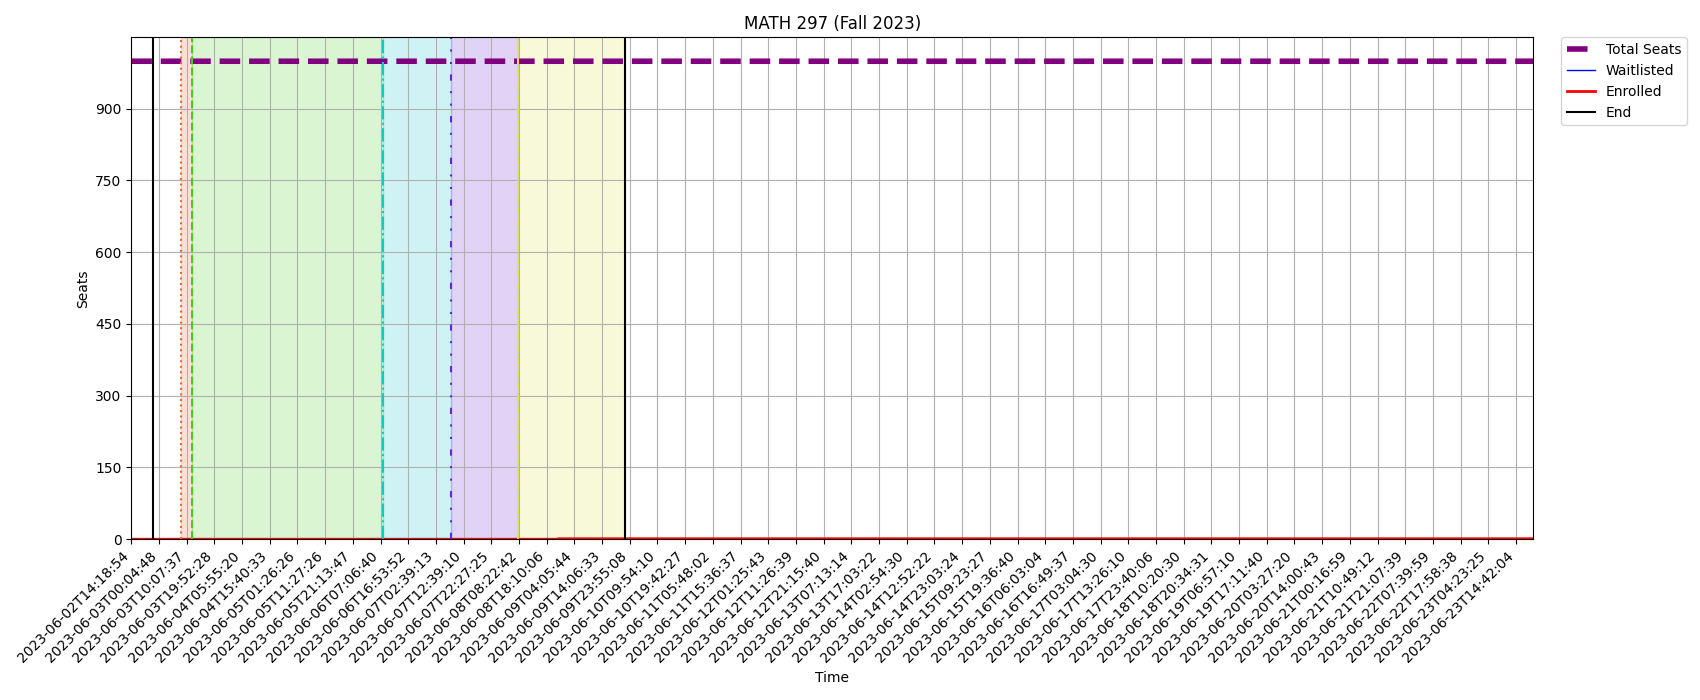 MATH 297 (Fall 2023)
Total Seats
Waitlisted
Enrolled
End
Seats
900
750
600
450
300
150
0
2023-06-02T14:18:54
2023-06-03T00:04:48
2023-06-03T10:07:37
2023-06-03T19:52:28
2023-06-04T05:55:20
2023-06-04T15:40:33
2023-06-05T01:26:26
2023-06-05T11:27:26
2023-06-05T21:13:47
2023-06-06T07:06:40
2023-06-06T16:53:52
2023-06-07T02:39:13
2023-06-07T12:39:10
2023-06-07T22:27:25
2023-06-08T08:22:42
2023-06-08T18:10:06
2023-06-09T04:05:44
2023-06-09T14:06:33
2023-06-09T23:55:08
2023-06-10T09:54:10
2023-06-10T19:42:27
2023-06-11T05:48:02
2023-06-11T15:36:37
2023-06-12T01:25:43
2023-06-12T11:26:39
2023-06-12T21:15:40
2023-06-13T07:13:14
2023-06-13T17:03:22
2023-06-14T02:54:30
2023-06-14T12:52:22
2023-06-14T23:03:24
2023-06-15T09:23:27
2023-06-15T19:36:40
2023-06-16T06:03:04
2023-06-16T16:49:37
2023-06-17T03:04:30
2023-06-17T13:26:10
2023-06-17T23:40:06
2023-06-18T10:20:30
2023-06-18T20:34:31
2023-06-19T06:57:10
2023-06-19T17:11:40
2023-06-20T03:27:20
2023-06-20T14:00:43
2023-06-21T00:16:59
2023-06-21T10:49:12
2023-06-21T21:07:39
2023-06-22T07:39:59
2023-06-22T17:58:38
2023-06-23T04:23:25
2023-06-23T14:42:04
Time